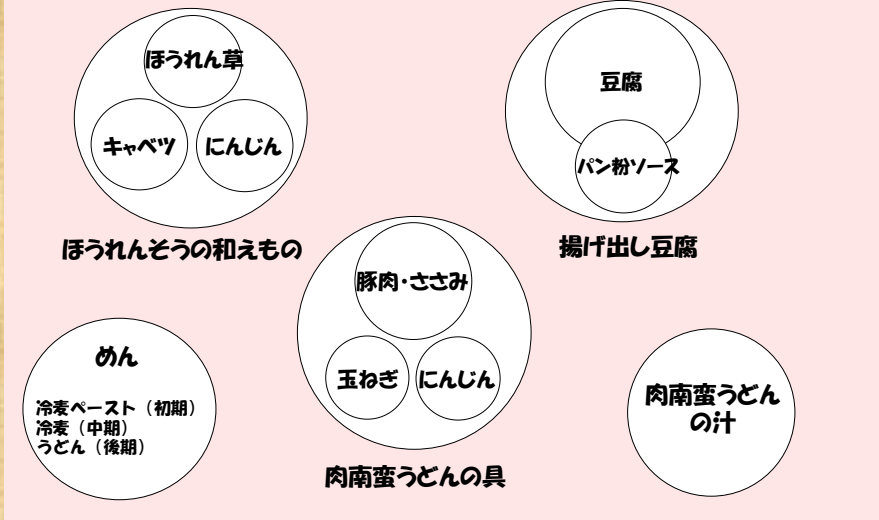 ほうれん草
キャベツ
にんじん
ほうれんそうの和えもの
豆腐
パン粉ソース
揚げ出し豆腐
豚肉・ささみ
玉ねぎ
にんじん
肉南蛮うどんの具
めん
冷麦ペースト（初期）
冷麦（中期）
うどん（後期）
肉南蛮うどん
の汁